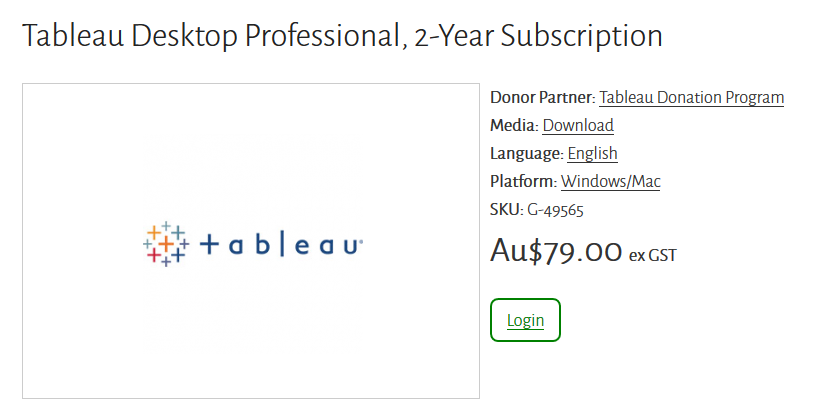 Tableau Desktop Professional, 2-Year Subscription
+ a b l e a u
Donor Partner: Tableau Donation Program
Media: Download
Language: English
Platform: Windows/Mac
SKU: G-49565
Au$79.00 ex GST
Login